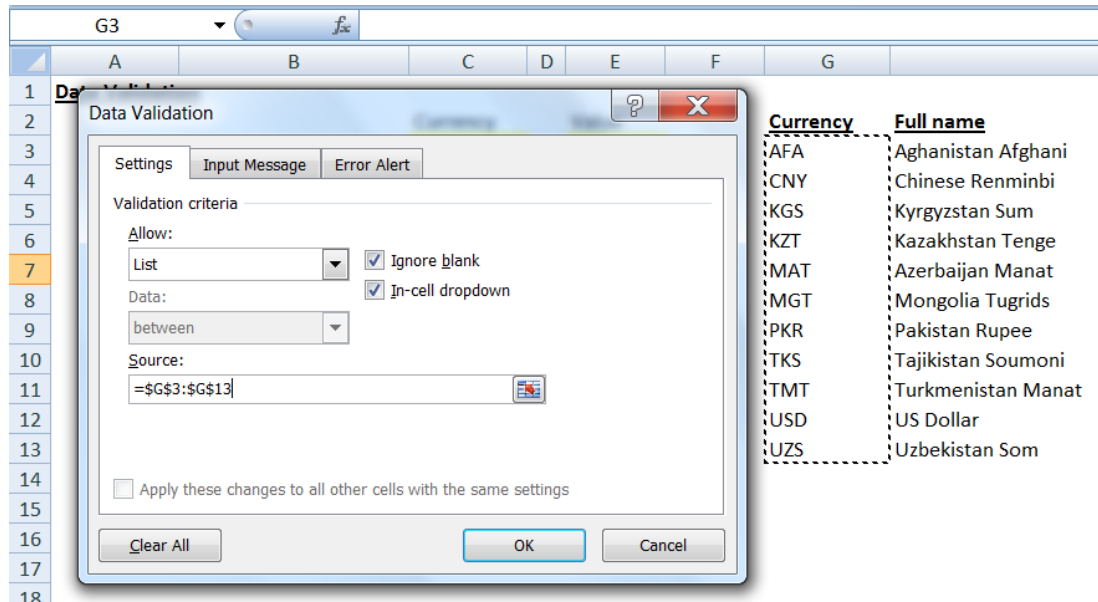 G3 fx
A B C D E F G
1 Data Validation
2 Currency Full name
3 AFA Aghanistan Afghani
4 CNY Chinese Renminbi
5 KGS Kyrgyzstan Sum
6 KZT Kazakhstan Tenge
7 MAT Azerbaijan Manat
8 MGT Mongolia Tugrids
9 PKR Pakistan Rupee
10 TKS Tajikistan Soumoni
11 TMT Turkmenistan Manat
12 USD US Dollar
13 UZS Uzbekistan Som
14
15
16
17
18
Data Validation ? X
Settings Input Message Error Alert
Validation criteria
Allow:
List
Ignore blank
In-cell dropdown
Data:
between
Source:
=$G$3:$G$13
Apply these changes to all other cells with the same settings
Clear All OK Cancel